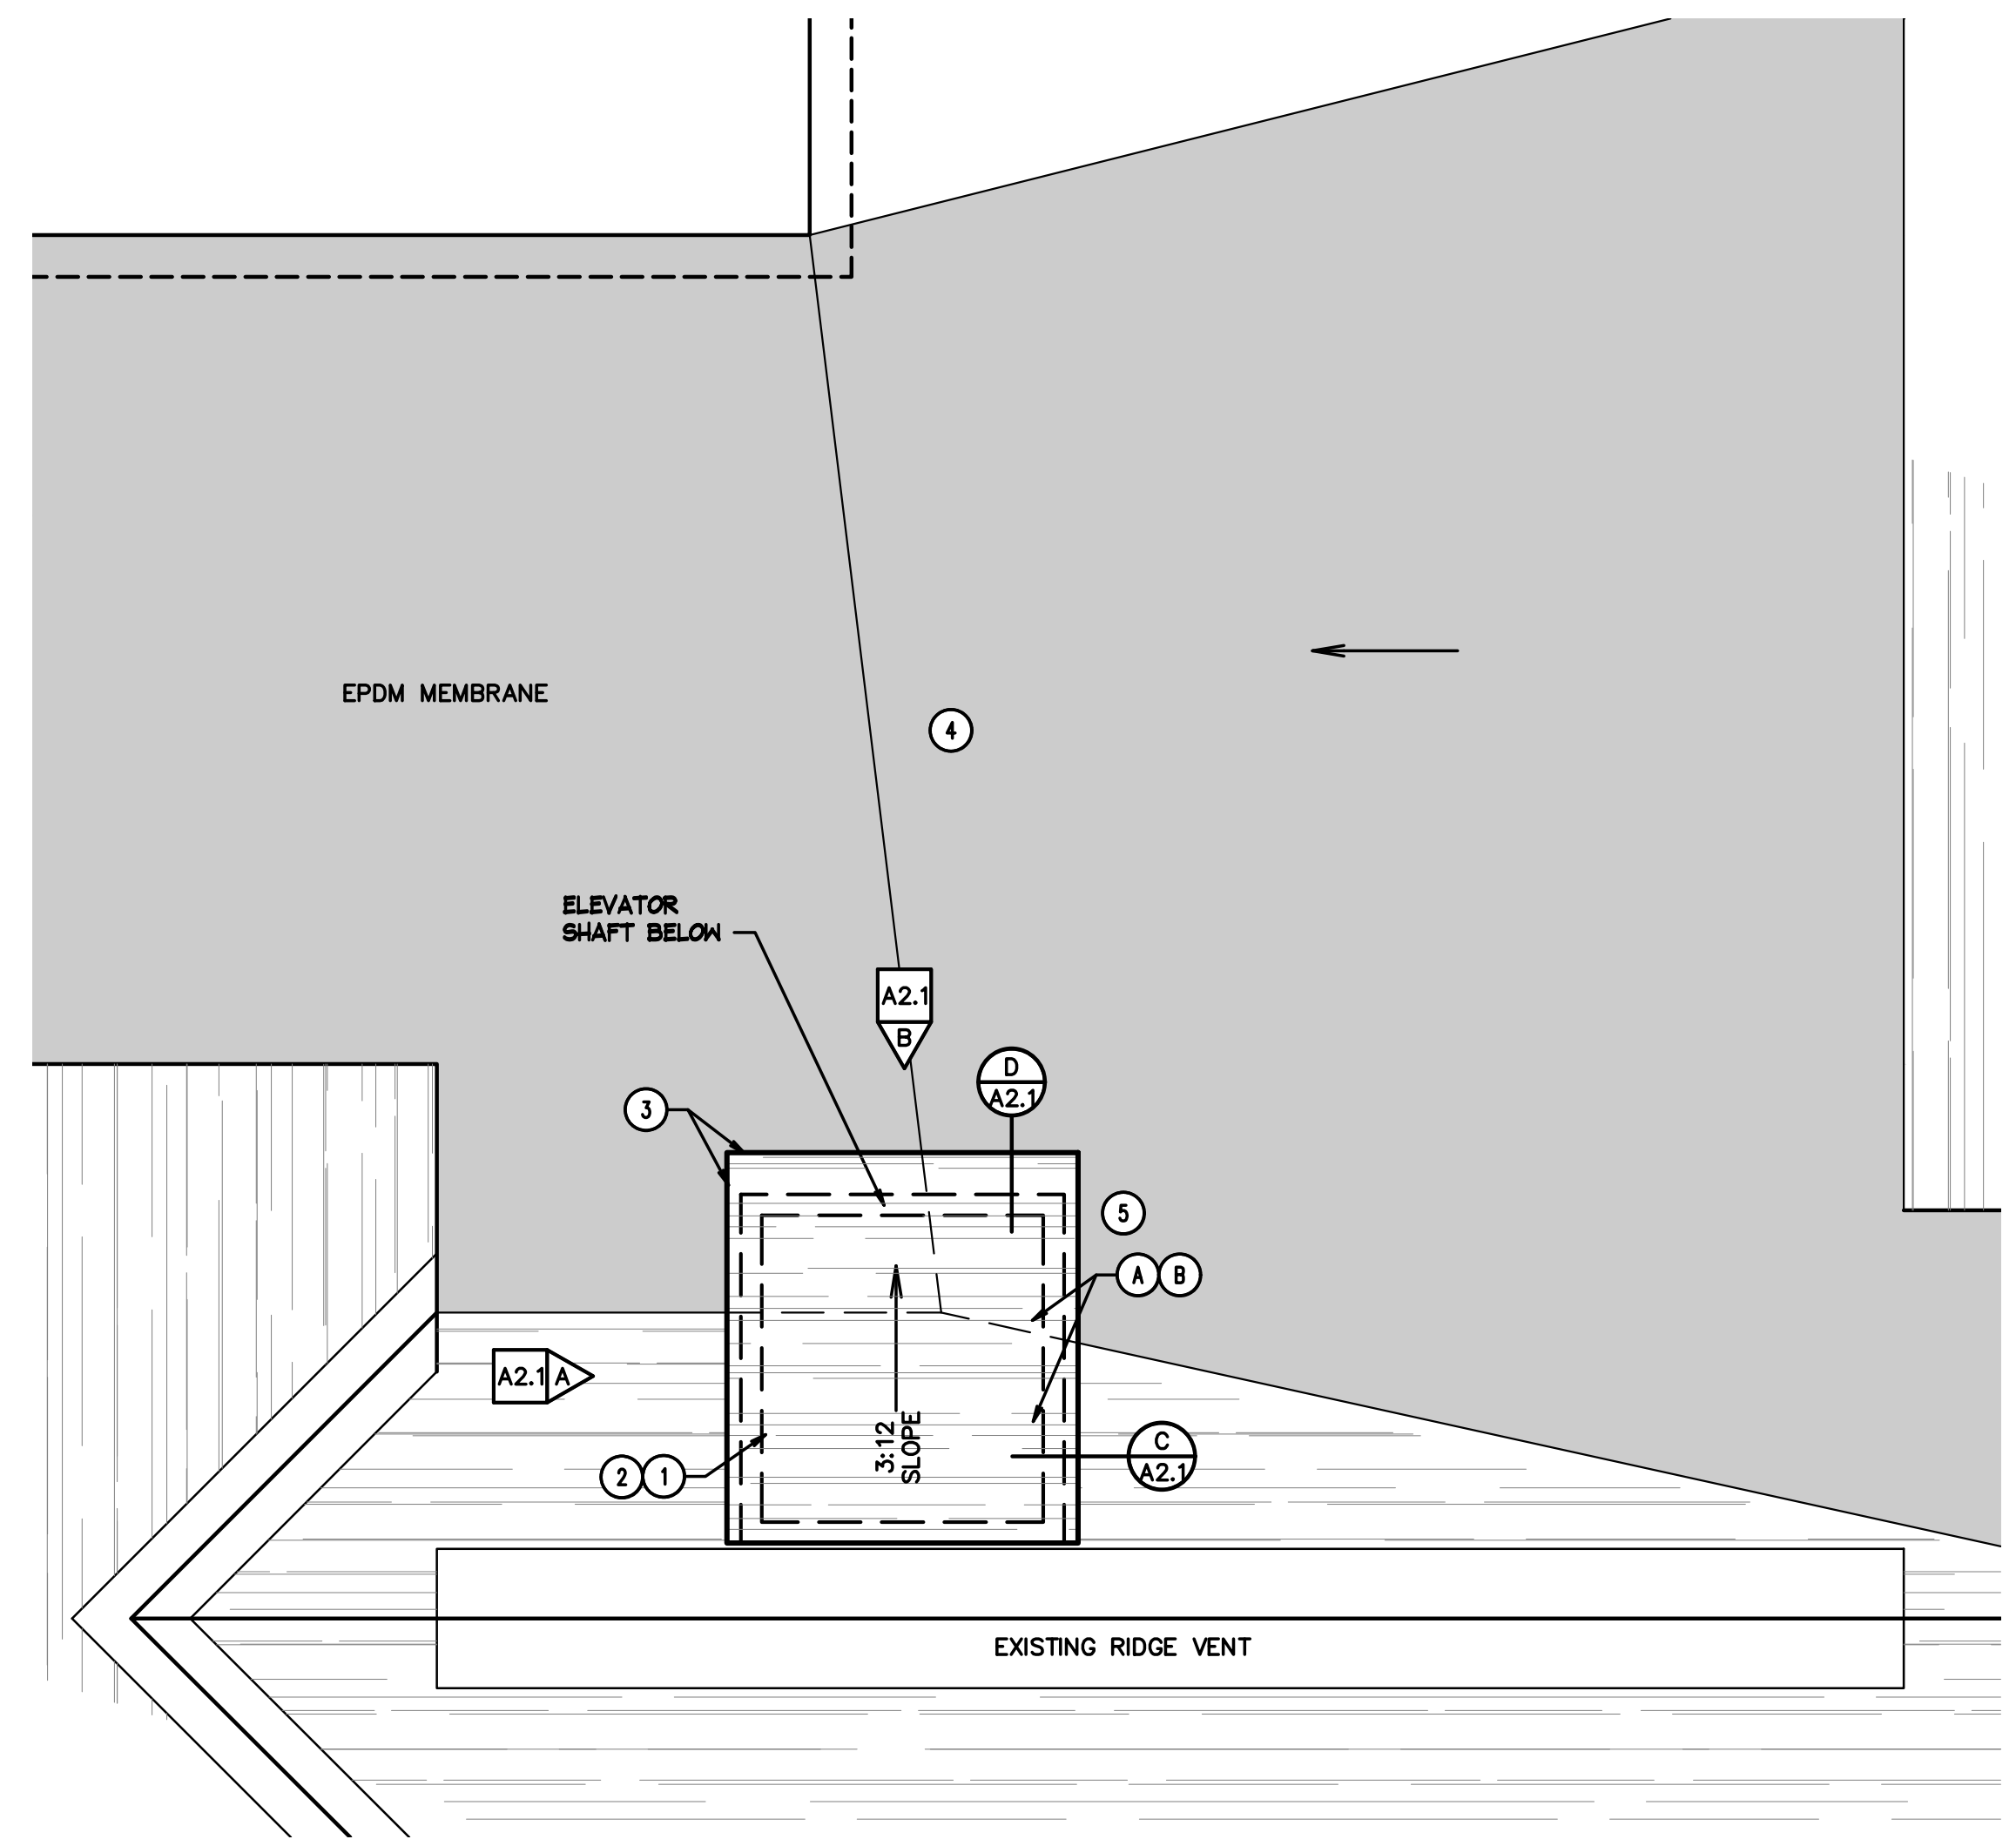 EPDM MEMBRANE
4
ELEVATOR
SHAFT BELOW
A2.1
B
D
A2.1
3
5
A B
A2.1 A
3:12
SLOPE
C
A2.1
2 1
EXISTING RIDGE VENT